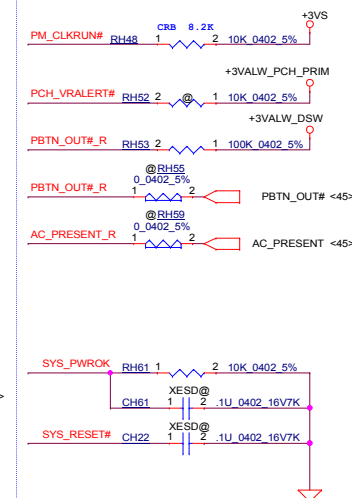 +3VS
CRB 8.2K
PM_CLKRUN# RH48 1 2 10K_0402_5%
+3VALW_PCH_PRIM
PCH_VRALERT# RH52 2 @ 1 10K_0402_5%
+3VALW_DSW
PBTN_OUT#_R RH53 2 1 100K_0402_5%
@RH55
0_0402_5%
PBTN_OUT#_R 1 2 PBTN_OUT# <45>
@RH59
0_0402_5%
AC_PRESENT_R 1 2 AC_PRESENT <45>
SYS_PWROK RH61 1 2 10K_0402_5%
XESD@
CH61 1 2 .1U_0402_16V7K
XESD@
SYS_RESET# CH22 1 2 .1U_0402_16V7K